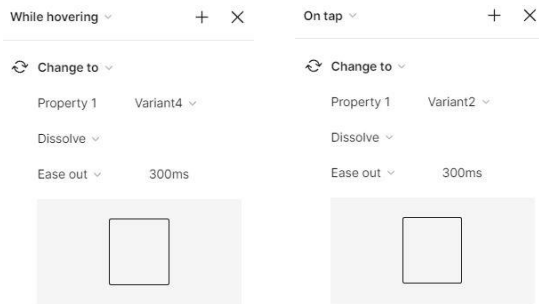 While hovering
Change to
Property 1 Variant4
Dissolve
Ease out 300ms
On tap
Change to
Property 1 Variant2
Dissolve
Ease out 300ms